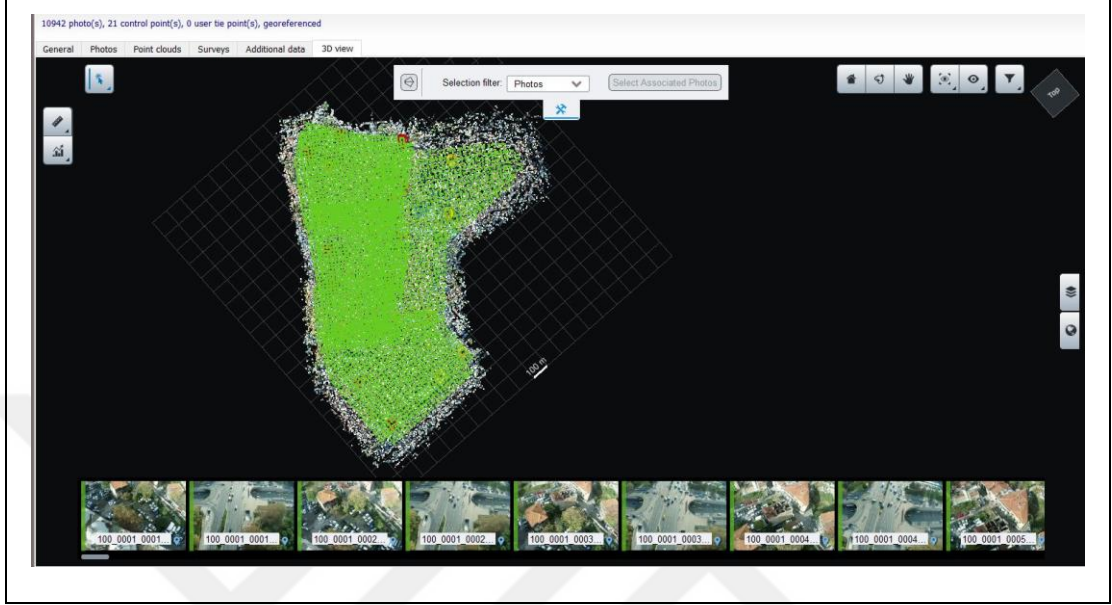 10942 photo(s), 21 control point(s), 0 user tie point(s), georeferenced
General Photos Point clouds Surveys Additional data 3D view
Selection filter: Photos Select Associated Photos
Top
100 m
100_0001_0001... 100_0001_0001... 100_0001_0002... 100_0001_0002... 100_0001_0003... 100_0001_0003... 100_0001_0004... 100_0001_0004... 100_0001_0005...